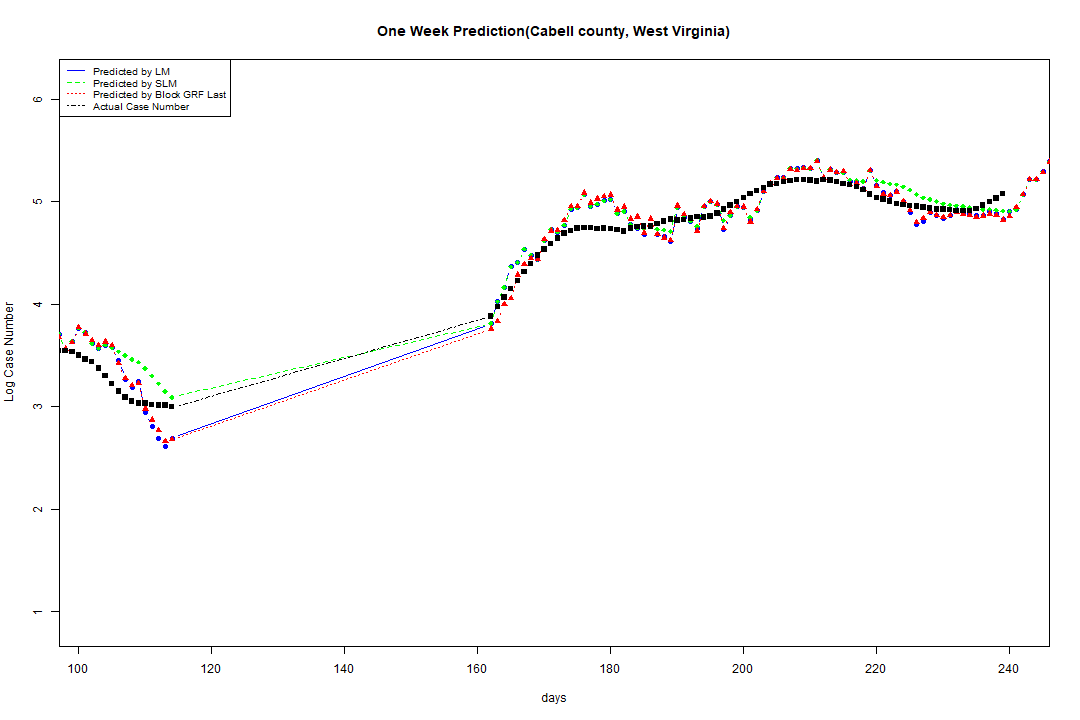 One Week Prediction(Cabell county, West Virginia)
Predicted by LM
Predicted by SLM
Predicted by Block GRF Last
Actual Case Number
6
5
4
3
2
1
Log Case Number
100 120 140 160 180 200 220 240
days